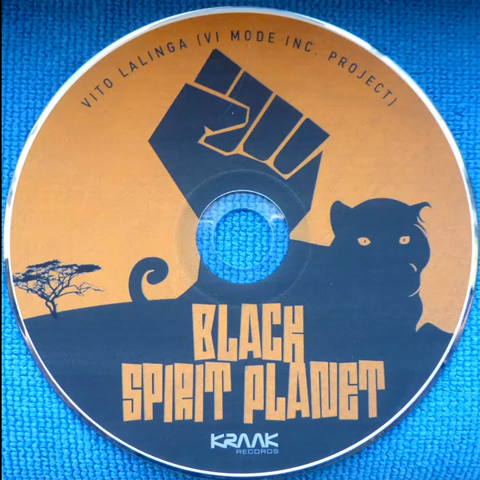 VITO LALINGA (VI MODE INC. PROJECT)
BLACK
SPIRIT PLANET
KRAAK
RECORDS